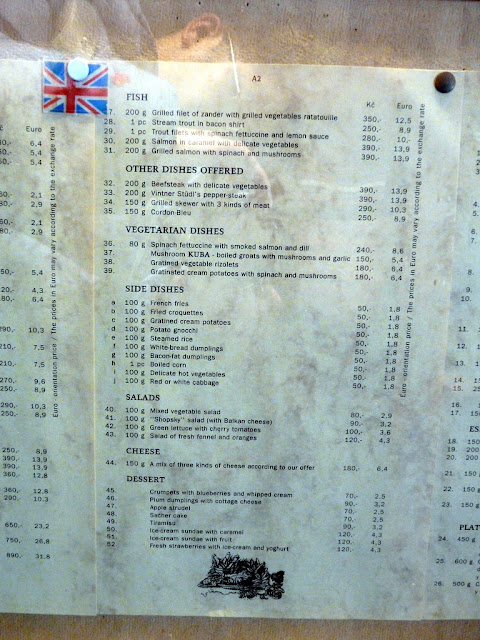 A2
Kč Euro
FISH
27. 200 g Grilled filet of zander with grilled vegetables ratatouille 350,- 12,5
28. 1 pc Stream trout in bacon shirt 250,- 8,9
29. 1 pc Trout filets with spinach fettuccine and lemon sauce 280,- 10,-
30. 200 g Salmon in caramel with delicate vegetables 390,- 13,9
31. 200 g Grilled salmon with spinach and mushrooms 390,- 13,9
OTHER DISHES OFFERED
32. 200 g Beefsteak with delicate vegetables 390,- 13,9
33. 200 g Vintner Stüdl's pepper-steak 390,- 13,9
34. 150 g Grilled skewer with 3 kinds of meat 290,- 10,3
35. 150 g Cordon-Bleu 250,- 8,9
VEGETARIAN DISHES
36. 80 g Spinach fettuccine with smoked salmon and dill 240,- 8,6
37. Mushroom KUBA - boiled groats with mushrooms and garlic 150,- 5,4
38. Gratined vegetable rizolets 180,- 6,4
39. Gratinated cream potatoes with spinach and mushrooms 180,- 6,4
SIDE DISHES
a 100 g French fries 50,- 1,8
b 100 g Fried croquettes 50,- 1,8
c 100 g Gratined cream potatoes 50,- 1,8
d 100 g Potato gnocchi 50,- 1,8
e 100 g Steamed rice 50,- 1,8
f 100 g White-bread dumplings 50,- 1,8
g 100 g Bacon-fat dumplings 50,- 1,8
h 1 pc Boiled corn 50,- 1,8
i 100 g Delicate hot vegetables 50,- 1,8
j 100 g Red or white cabbage 50,- 1,8
SALADS
40. 100 g Mixed vegetable salad 80,- 2,9
41. 100 g "Shopsky" salad (with Balkan cheese) 90,- 3,2
42. 100 g Green lettuce with cherry tomatoes 100,- 3,6
43. 100 g Salad of fresh fennel and oranges 120,- 4,3
CHEESE
44. 150 g A mix of three kinds of cheese according to our offer 180,- 6,4
DESSERT
45. Crumpets with blueberries and whipped cream 70,- 2,5
46. Plum dumplings with cottage cheese 90,- 3,2
47. Apple strudel 70,- 2,5
48. Sacher cake 70,- 2,5
49. Tiramisu 90,- 3,2
50. Ice-cream sundae with caramel 120,- 4,3
51. Ice-cream sundae with fruit 120,- 4,3
52. Fresh strawberries with ice-cream and yoghurt 120,- 4,3
Euro - orientation price / The prices in Euro may vary according to the exchange rate
Euro - orientation price / The prices in Euro may vary according to the exchange rate